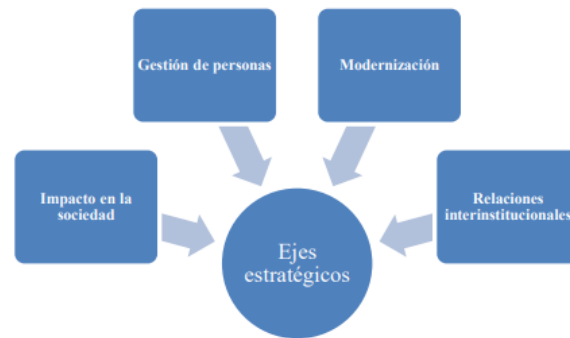 Gestión de personas
Modernización
Impacto en la
sociedad
Relaciones
interinstitucionales
Ejes
estratégicos